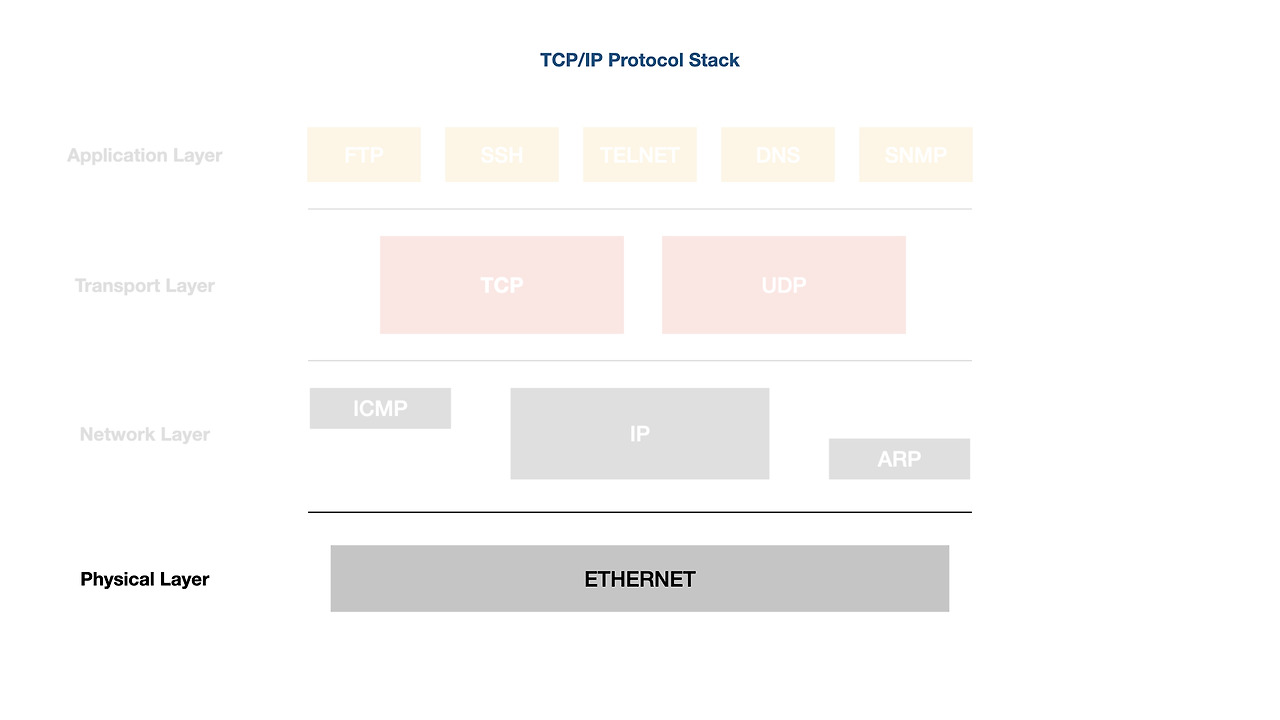 TCP/IP Protocol Stack
Application Layer
FTP
SSH
TELNET
DNS
SNMP
Transport Layer
TCP
UDP
Network Layer
ICMP
IP
ARP
Physical Layer
ETHERNET